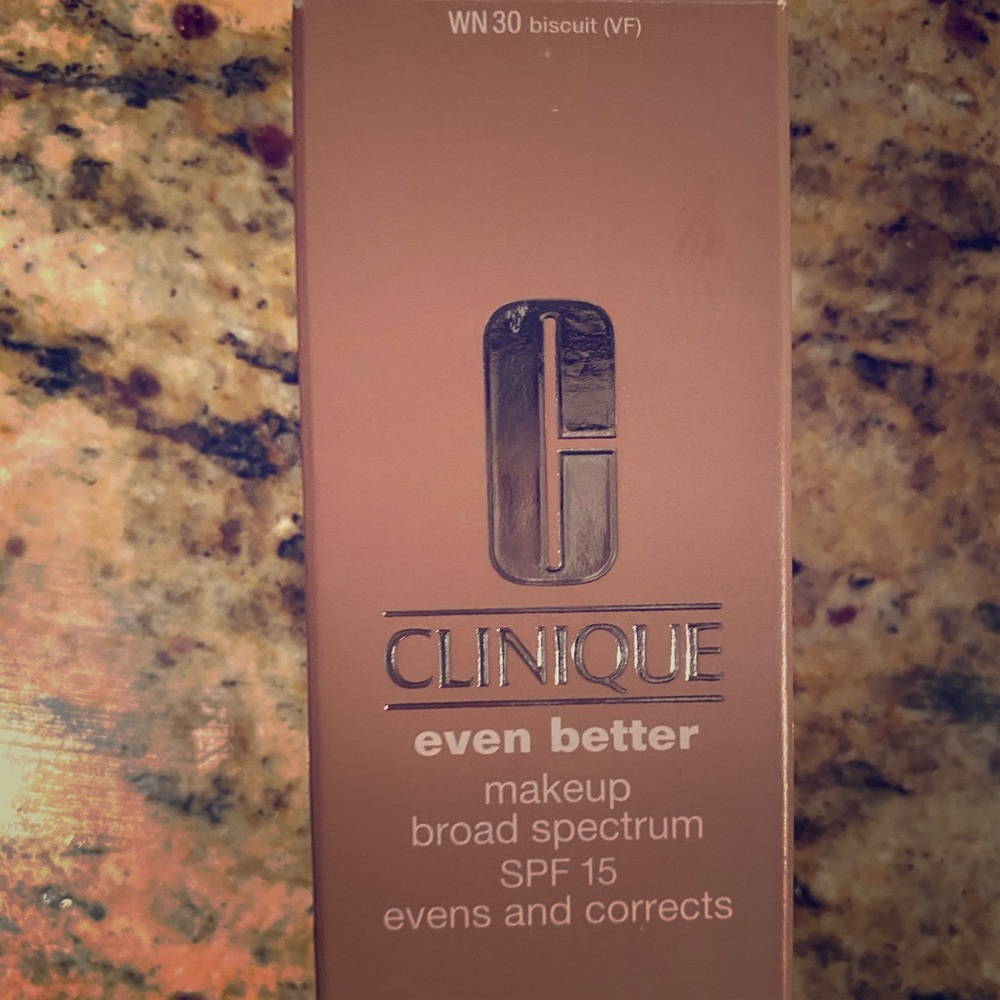 WN 30 biscuit (VF)
CLINIQUE
even better
makeup
broad spectrum
SPF 15
evens and corrects